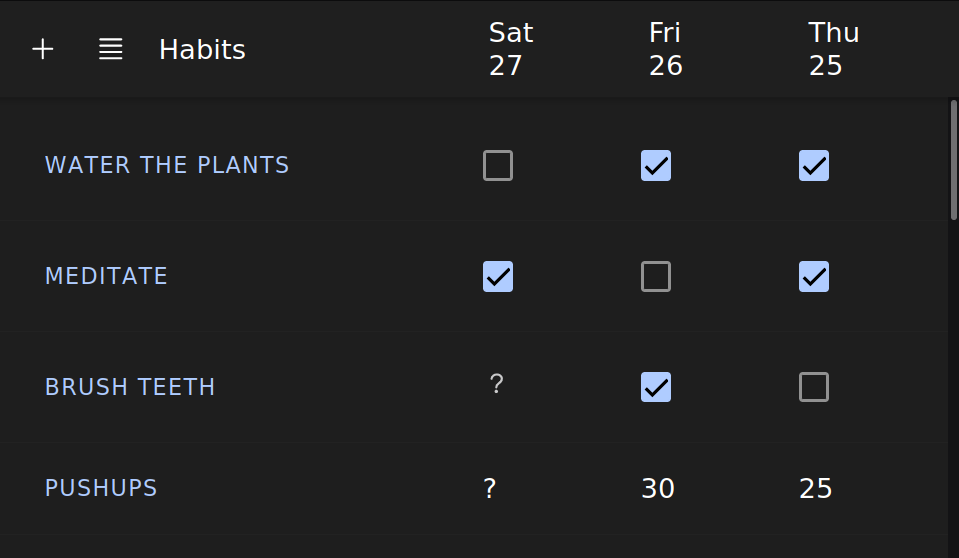 Habits
Sat Fri Thu
27 26 25
WATER THE PLANTS
MEDITATE
BRUSH TEETH ?
PUSHUPS ? 30 25